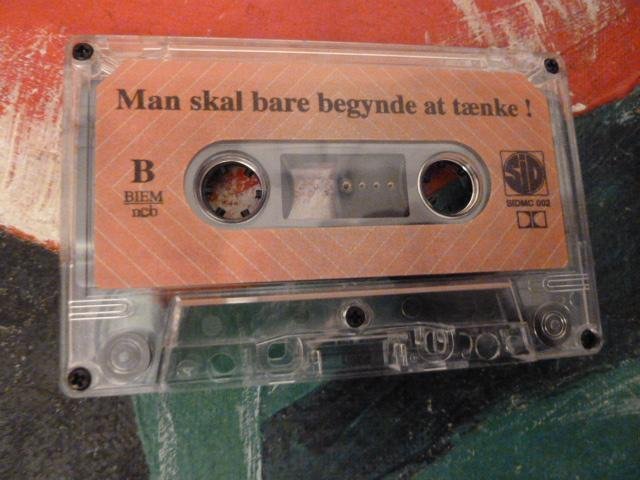 Man skal bare begynde at tænke !
B
BIEM
ncb
SiD
SIDMC 002